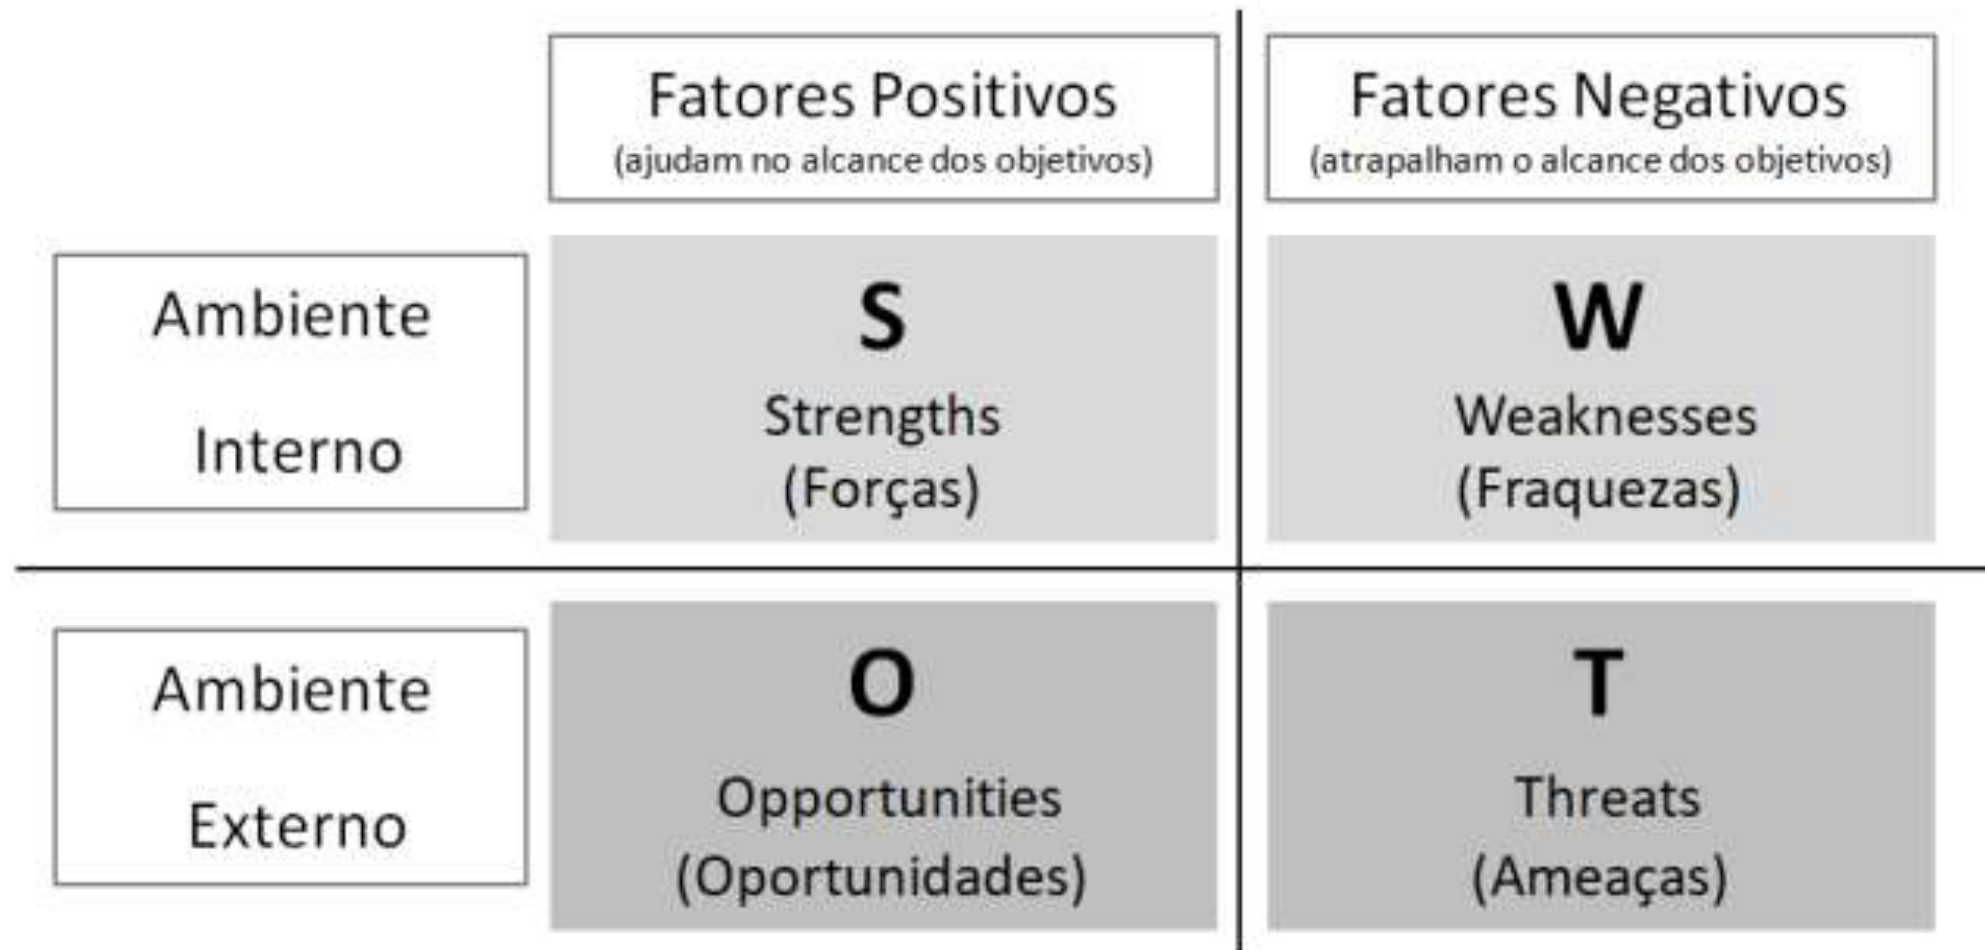 Fatores Positivos
(ajudam no alcance dos objetivos)
Fatores Negativos
(atrapalham o alcance dos objetivos)
Ambiente
Interno
S
Strengths
(Forças)
W
Weaknesses
(Fraquezas)
Ambiente
Externo
O
Opportunities
(Oportunidades)
T
Threats
(Ameaças)